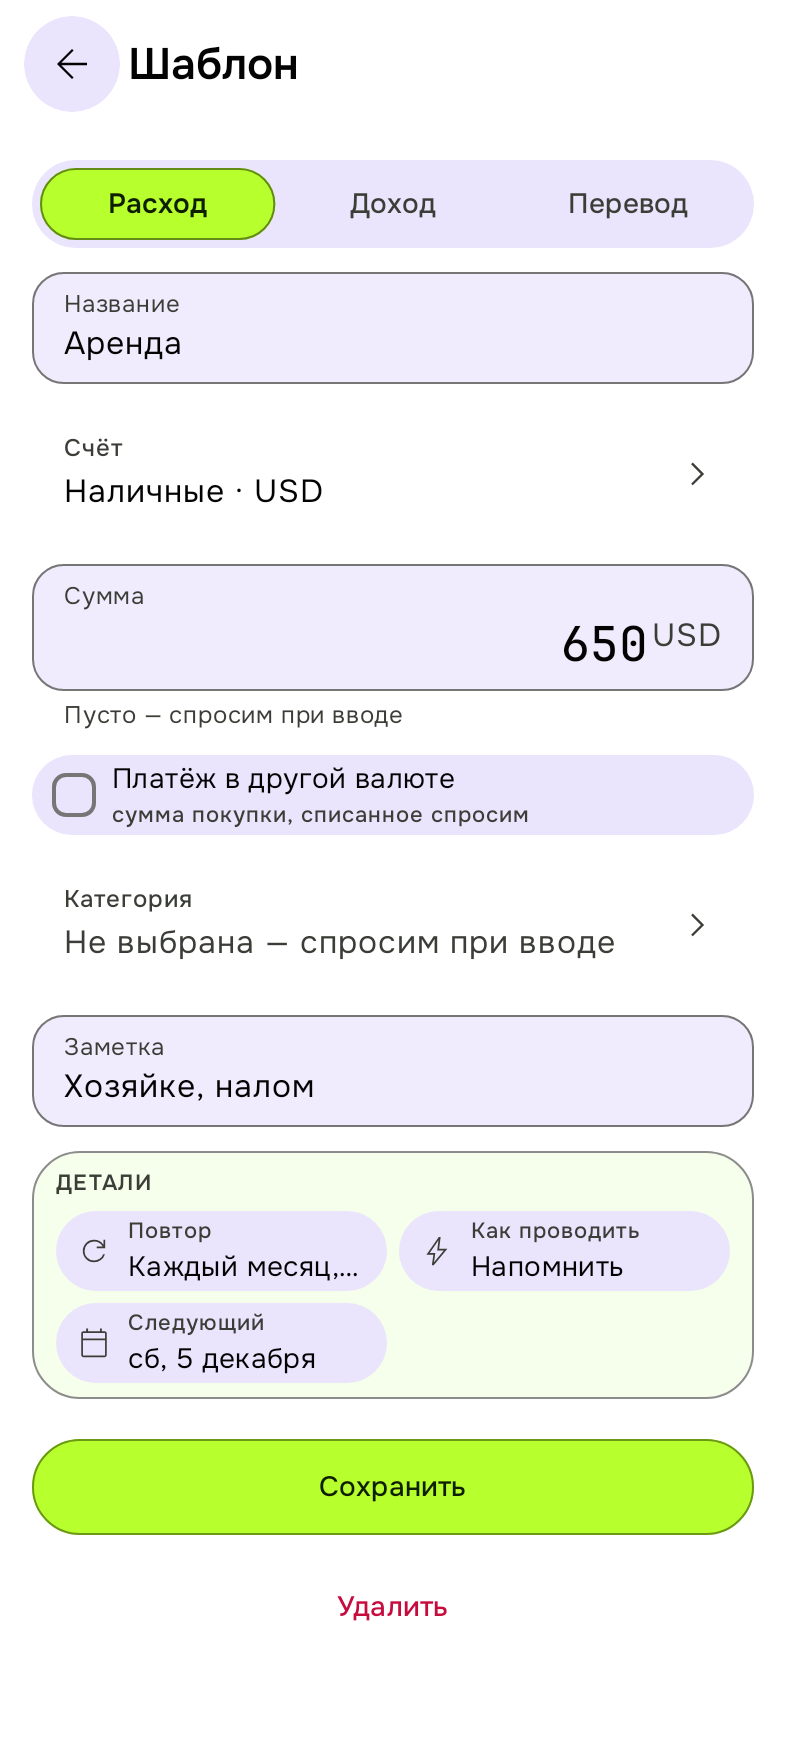 Шаблон
Расход Доход Перевод
Название
Аренда
Счёт
Наличные · USD
Сумма
650 USD
Пусто — спросим при вводе
Платёж в другой валюте
сумма покупки, списанное спросим
Категория
Не выбрана — спросим при вводе
Заметка
Хозяйке, налом
ДЕТАЛИ
Повтор
Каждый месяц,...
Как проводить
Напомнить
Следующий
сб, 5 декабря
Сохранить
Удалить